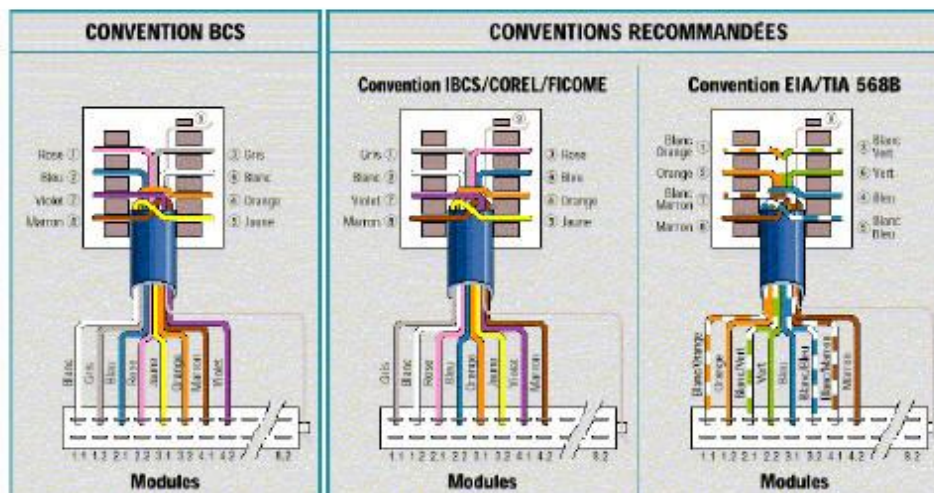 CONVENTION BCS
Rose ① ③ Gris
Bleu ② ⑥ Blanc
Violet ⑦ ④ Orange
Marron ⑧ ⑤ Jaune
Blanc Gris Bleu Rose Jaune Orange Marron Violet
1.1 1.2 2.1 2.2 3.1 3.2 4.1 4.2 8.2
Modules
CONVENTIONS RECOMMANDÉES
Convention IBCS/COREL/FICOME
Gris ① ③ Rose
Blanc ② ⑥ Bleu
Violet ⑦ ④ Orange
Marron ⑧ ⑤ Jaune
Gris Blanc Rose Bleu Orange Jaune Violet Marron
1.1 1.2 2.1 2.2 3.1 3.2 4.1 4.2 8.2
Modules
Convention EIA/TIA 568B
Blanc Orange ① ③ Blanc Vert
Orange ② ⑥ Vert
Blanc Marron ⑦ ④ Bleu
Marron ⑧ ⑤ Blanc Bleu
Blanc/Orange Orange Blanc/Vert Vert Bleu Blanc/Bleu Blanc/Marron Marron
1.1 1.2 2.1 2.2 3.1 3.2 4.1 4.2 8.2
Modules